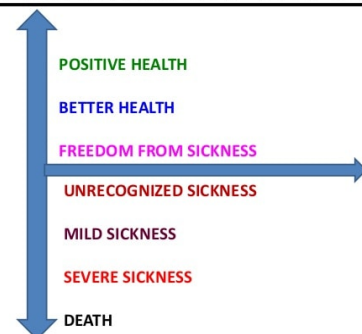 POSITIVE HEALTH
BETTER HEALTH
FREEDOM FROM SICKNESS
UNRECOGNIZED SICKNESS
MILD SICKNESS
SEVERE SICKNESS
DEATH